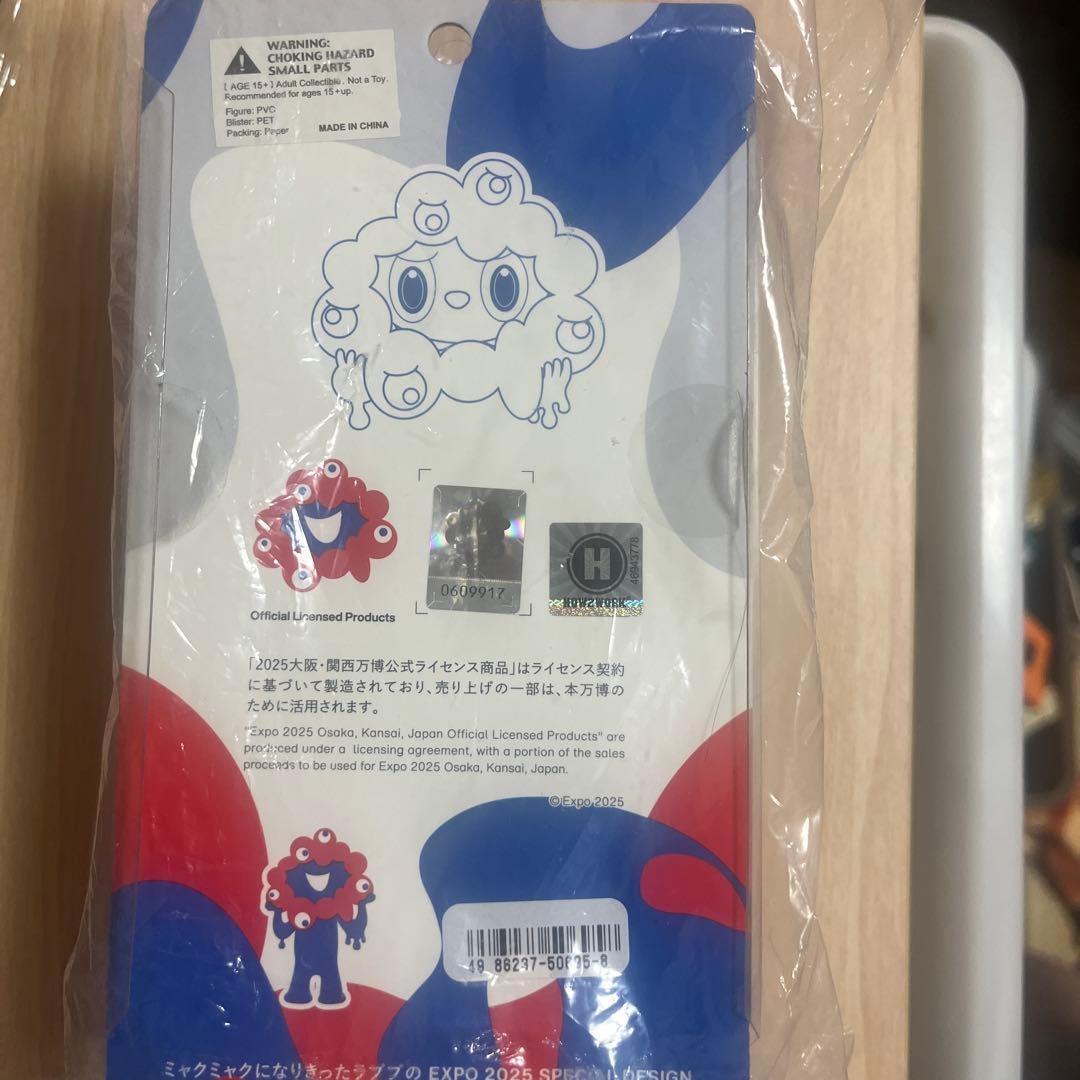 WARNING:
CHOKING HAZARD
SMALL PARTS
[ AGE 15+ ] Adult Collectible. Not a Toy.
Recommended for ages 15+up.
Figure: PVC
Blister: PET
Packing: Paper
MADE IN CHINA
0609917
H
46943778
HOW2WORK
Official Licensed Products
「2025大阪・関西万博公式ライセンス商品」はライセンス契約
に基づいて製造されており、売り上げの一部は、本万博の
ために活用されます。
"Expo 2025 Osaka, Kansai, Japan Official Licensed Products" are
produced under a licensing agreement, with a portion of the sales
proceeds to be used for Expo 2025 Osaka, Kansai, Japan.
©Expo 2025
ミャクミャクになりきったラブブの EXPO 2025 SPECIAL DESIGN